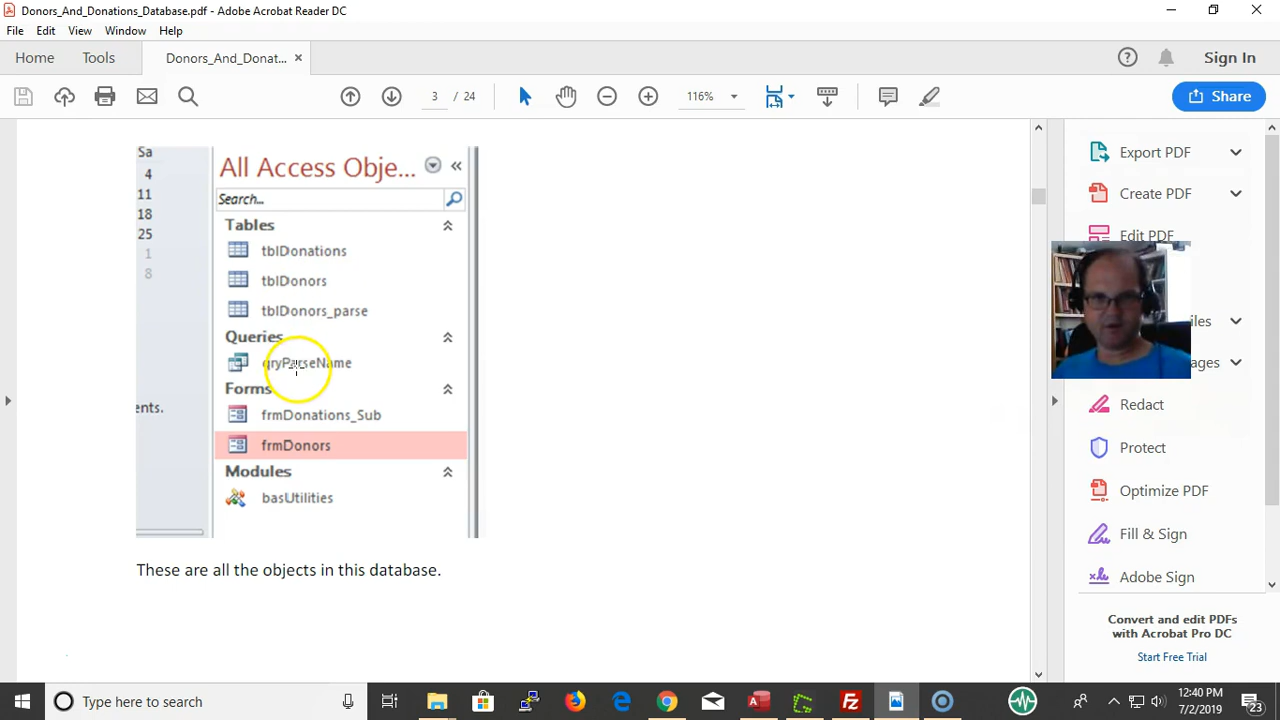 Donors_And_Donations_Database.pdf - Adobe Acrobat Reader DC
File Edit View Window Help
Home Tools Donors_And_Donat... × Sign In
3 / 24 116% Share
Sa
4
11
18
25
1
8
ents.
All Access Obje...
Search...
Tables
tblDonations
tblDonors
tblDonors_parse
Queries
qryParseName
Forms
frmDonations_Sub
frmDonors
Modules
basUtilities
These are all the objects in this database.
Export PDF
Create PDF
Edit PDF
Redact
Protect
Optimize PDF
Fill & Sign
Adobe Sign
Convert and edit PDFs
with Acrobat Pro DC
Start Free Trial
Type here to search
12:40 PM
7/2/2019
23